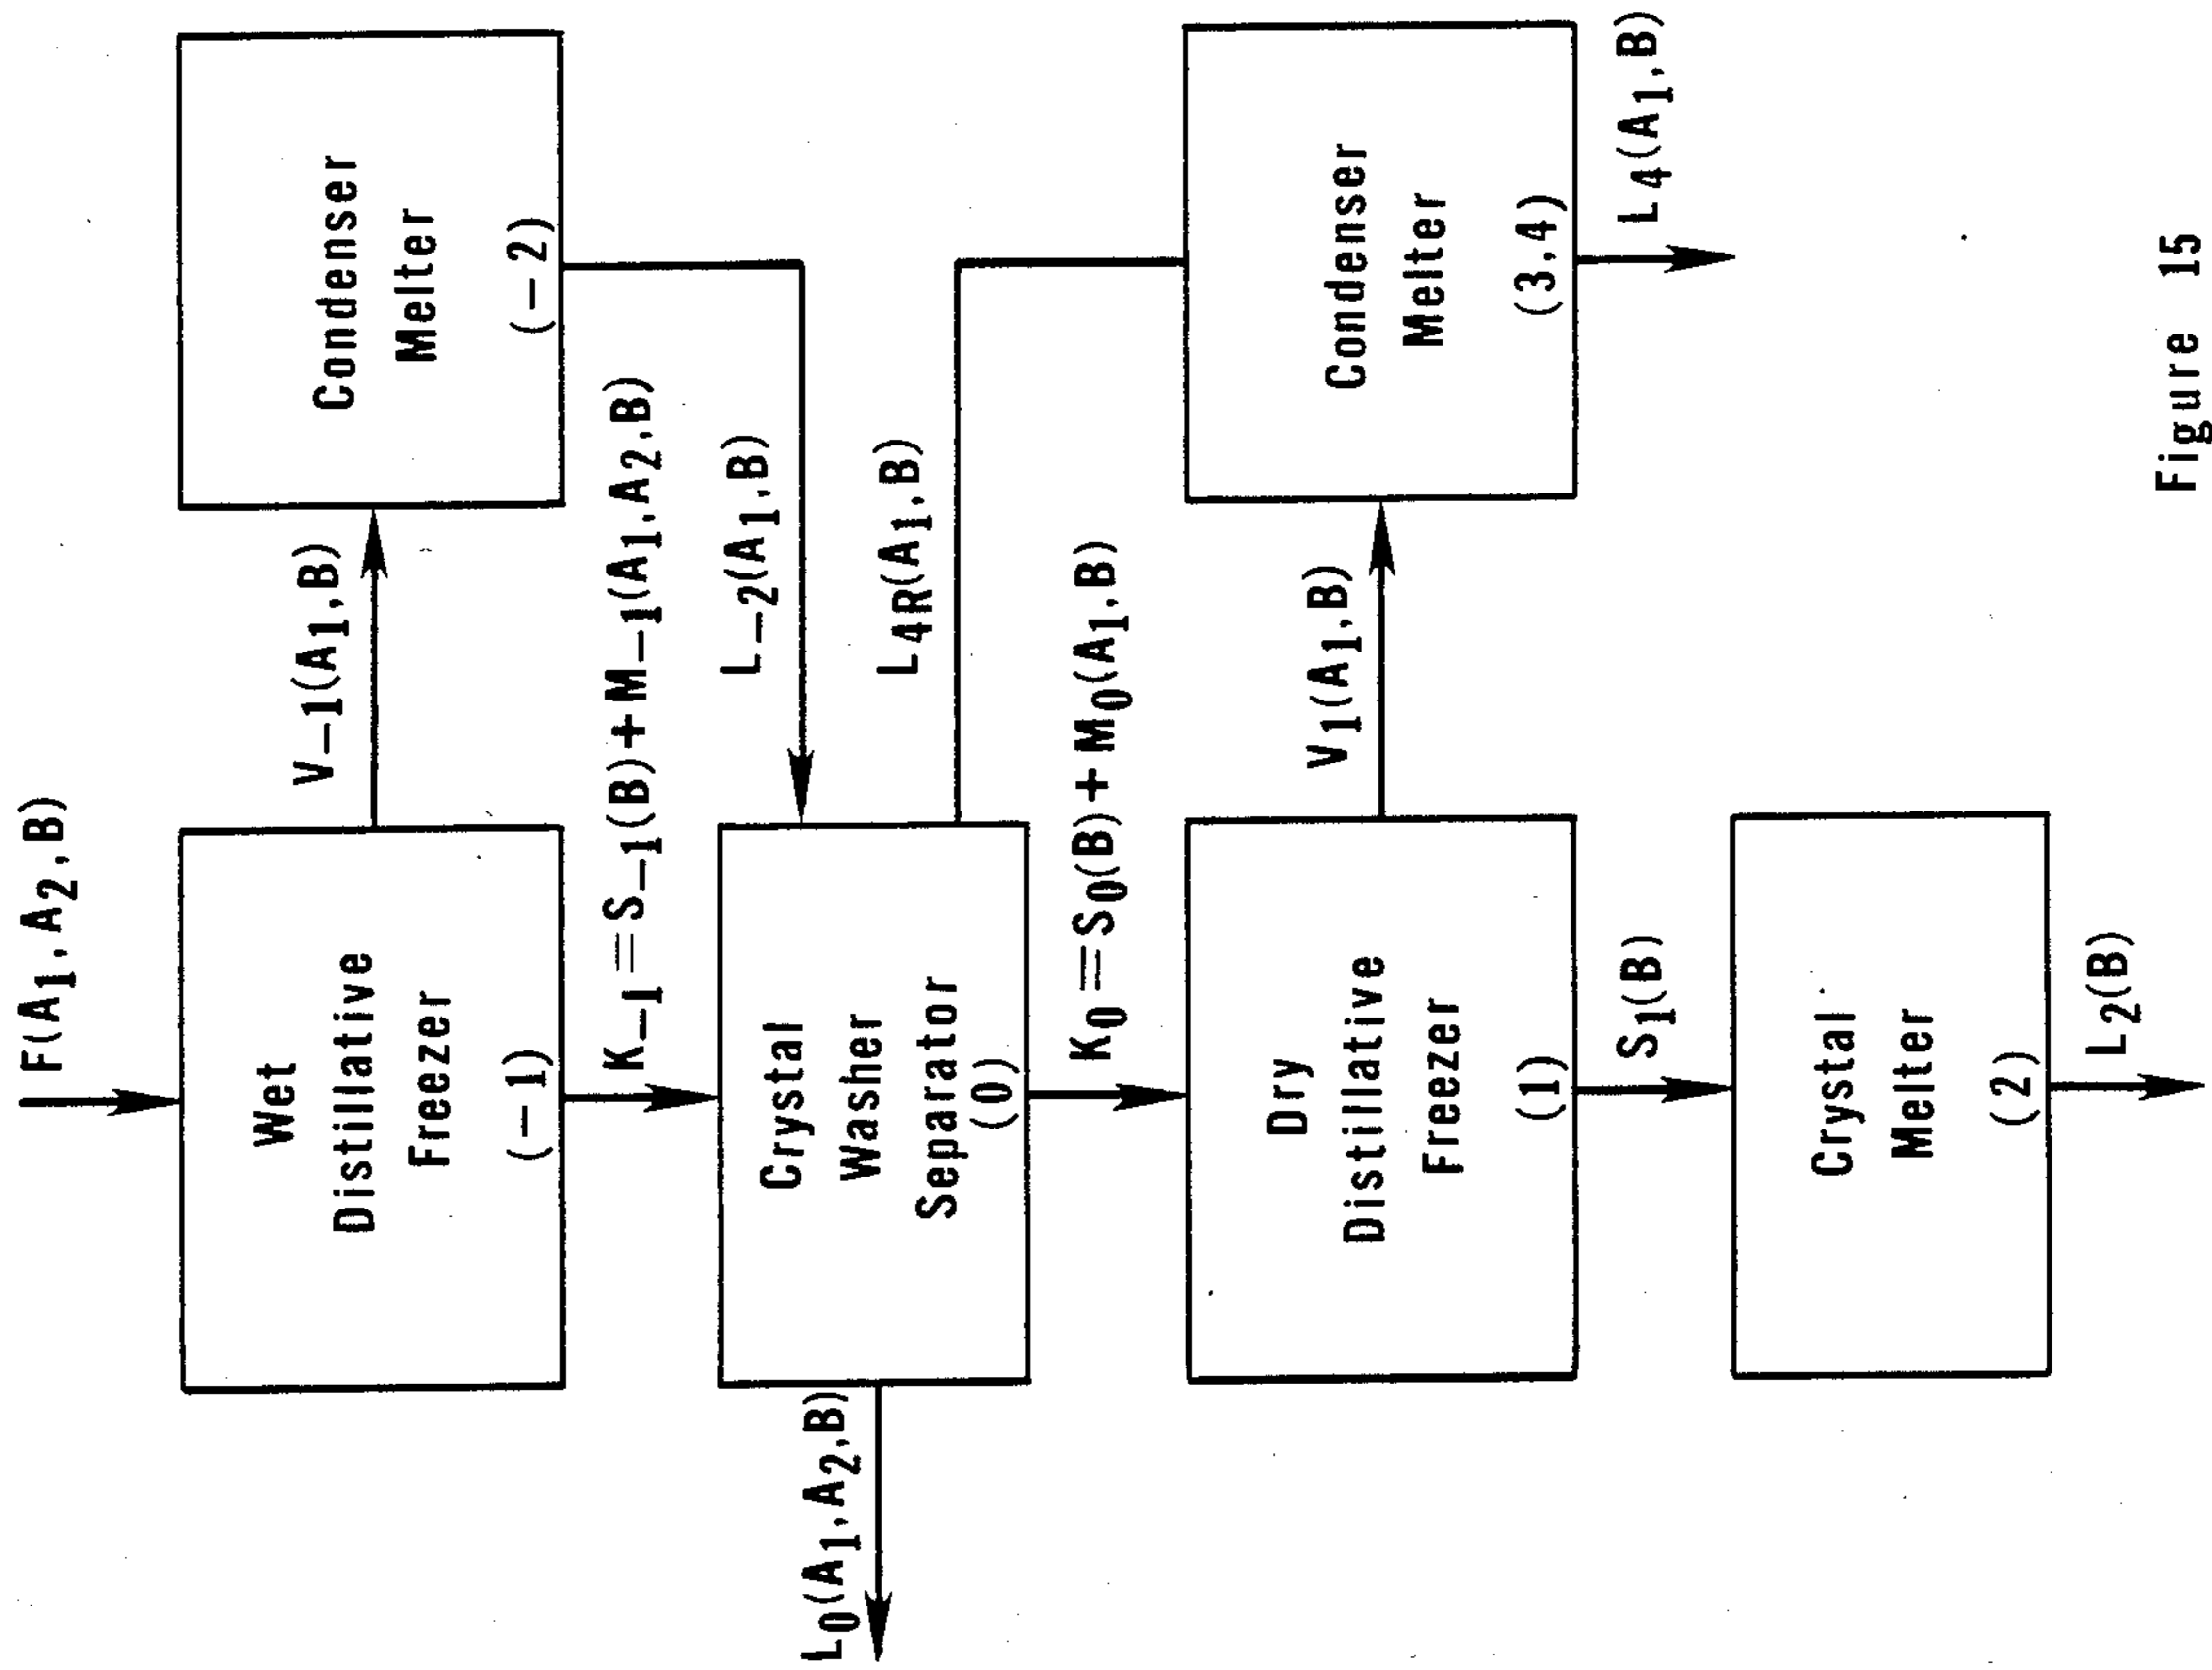 F(A₁,A₂,B)
Wet
Distillative
Freezer
(−1)
V₋₁(A₁,B)
Condenser
Melter
(−2)
K₋₁=S₋₁(B)+M₋₁(A₁,A₂,B)
L₋₂(A₁,B)
Crystal
Washer
Separator
(0)
L₀(A₁,A₂,B)
L₄R(A₁,B)
K₀=S₀(B)+M₀(A₁,B)
Dry
Distillative
Freezer
(1)
V₁(A₁,B)
Condenser
Melter
(3,4)
L₄(A₁,B)
S₁(B)
Crystal
Melter
(2)
L₂(B)
Figure 15